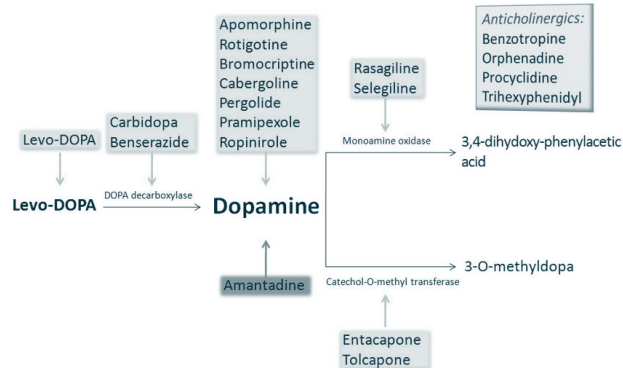 Apomorphine
Rotigotine
Bromocriptine
Cabergoline
Pergolide
Pramipexole
Ropinirole
Anticholinergics:
Benzotropine
Orphenadine
Procyclidine
Trihexyphenidyl
Rasagiline
Selegiline
Levo-DOPA
Carbidopa
Benserazide
Monoamine oxidase
3,4-dihydoxy-phenylacetic
acid
Levo-DOPA
DOPA decarboxylase
Dopamine
3-O-methyldopa
Amantadine
Catechol-O-methyl transferase
Entacapone
Tolcapone